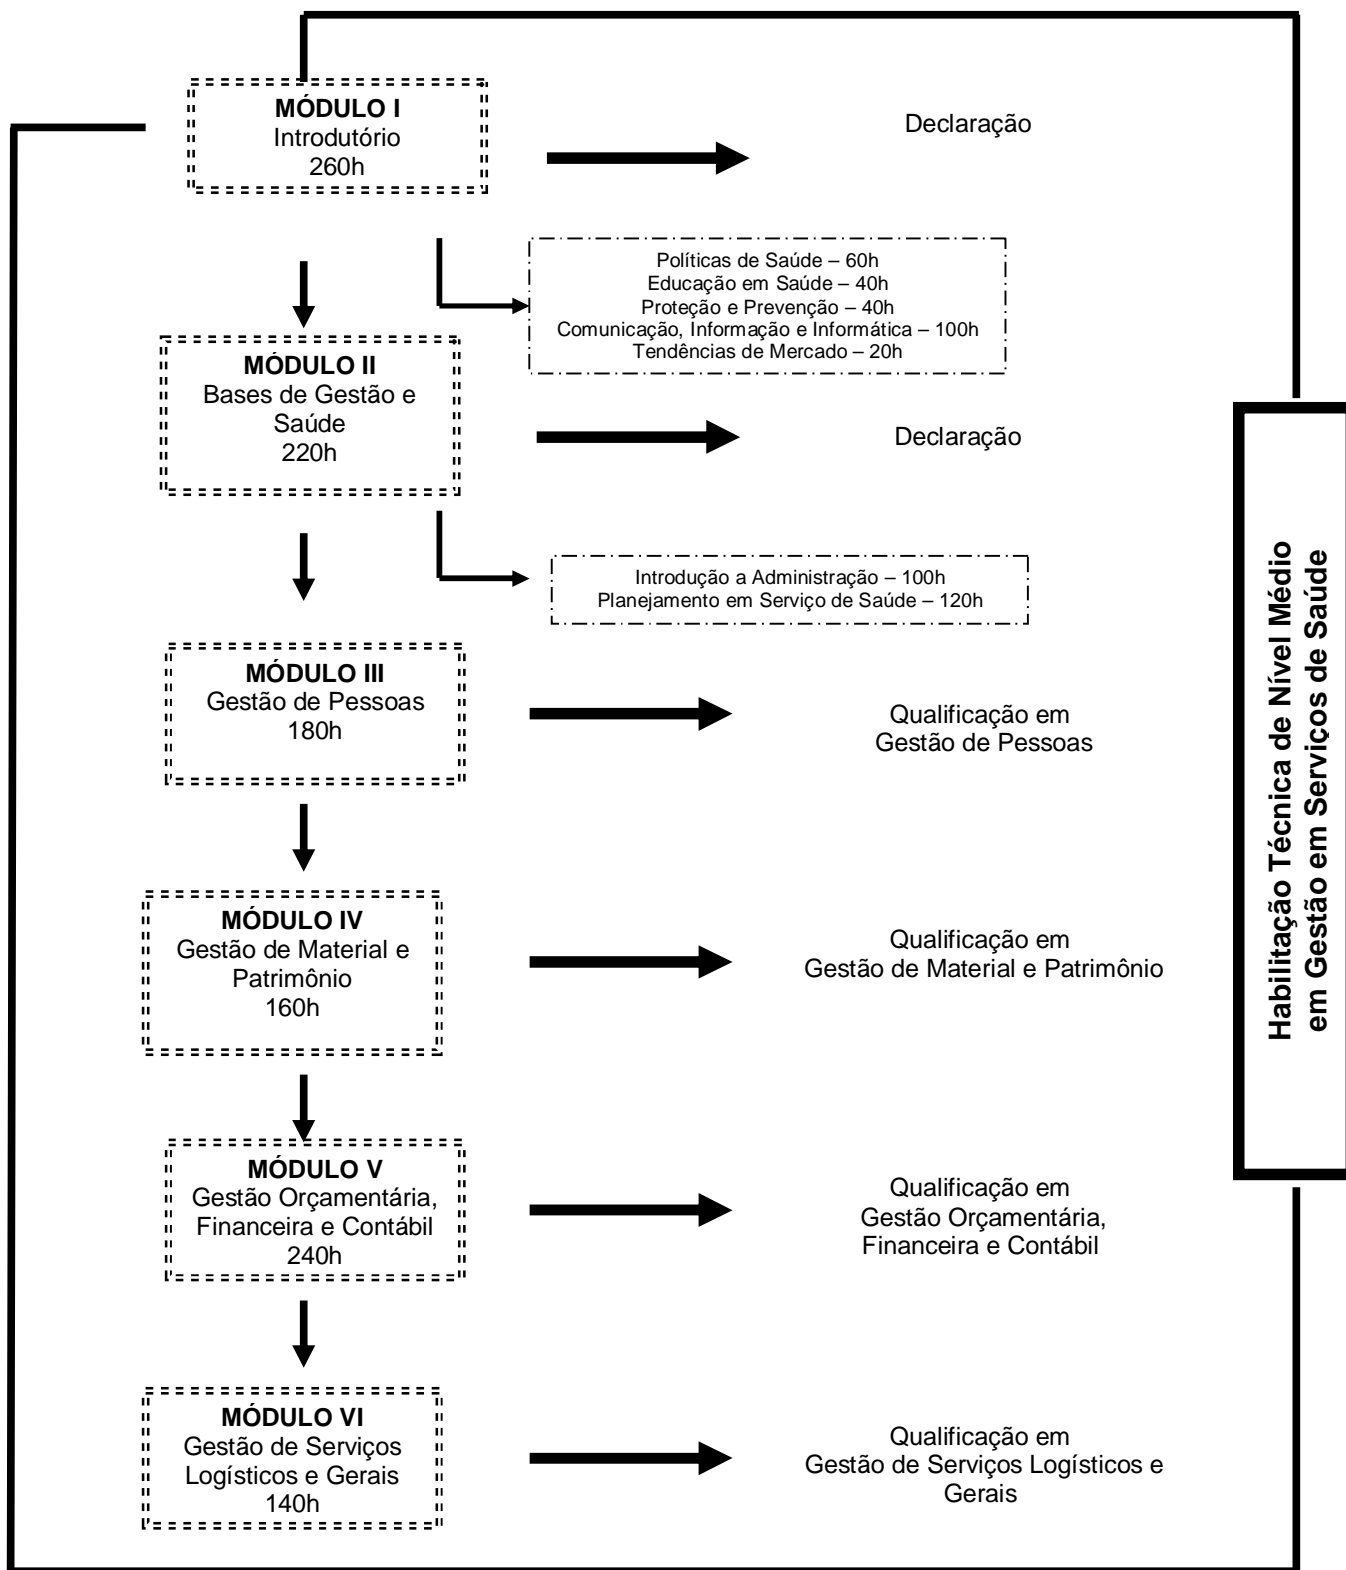 MÓDULO I
Introdutório
260h
Declaração
Políticas de Saúde – 60h
Educação em Saúde – 40h
Proteção e Prevenção – 40h
Comunicação, Informação e Informática – 100h
Tendências de Mercado – 20h
MÓDULO II
Bases de Gestão e
Saúde
220h
Declaração
Introdução a Administração – 100h
Planejamento em Serviço de Saúde – 120h
MÓDULO III
Gestão de Pessoas
180h
Qualificação em
Gestão de Pessoas
MÓDULO IV
Gestão de Material e
Patrimônio
160h
Qualificação em
Gestão de Material e Patrimônio
MÓDULO V
Gestão Orçamentária,
Financeira e Contábil
240h
Qualificação em
Gestão Orçamentária,
Financeira e Contábil
MÓDULO VI
Gestão de Serviços
Logísticos e Gerais
140h
Qualificação em
Gestão de Serviços Logísticos e
Gerais
Habilitação Técnica de Nível Médio
em Gestão em Serviços de Saúde